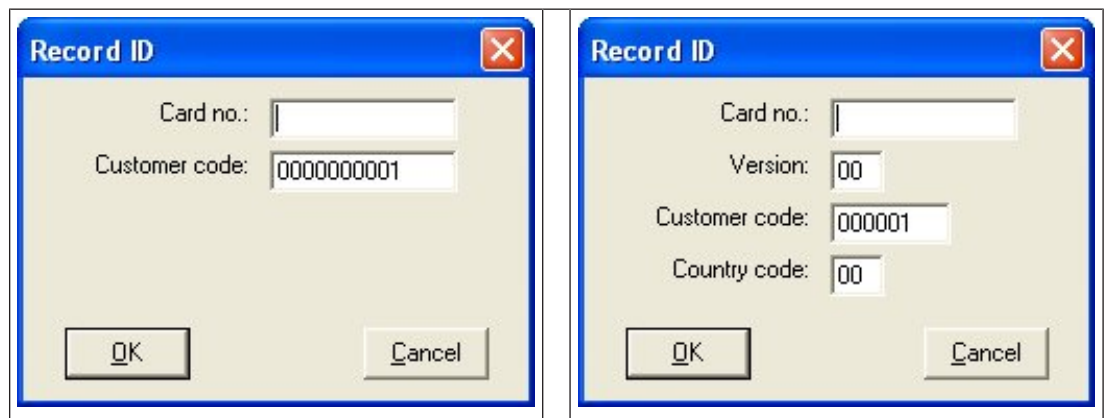 Record ID
Card no.:
Customer code: 0000000001
OK Cancel
Record ID
Card no.:
Version: 00
Customer code: 000001
Country code: 00
OK Cancel